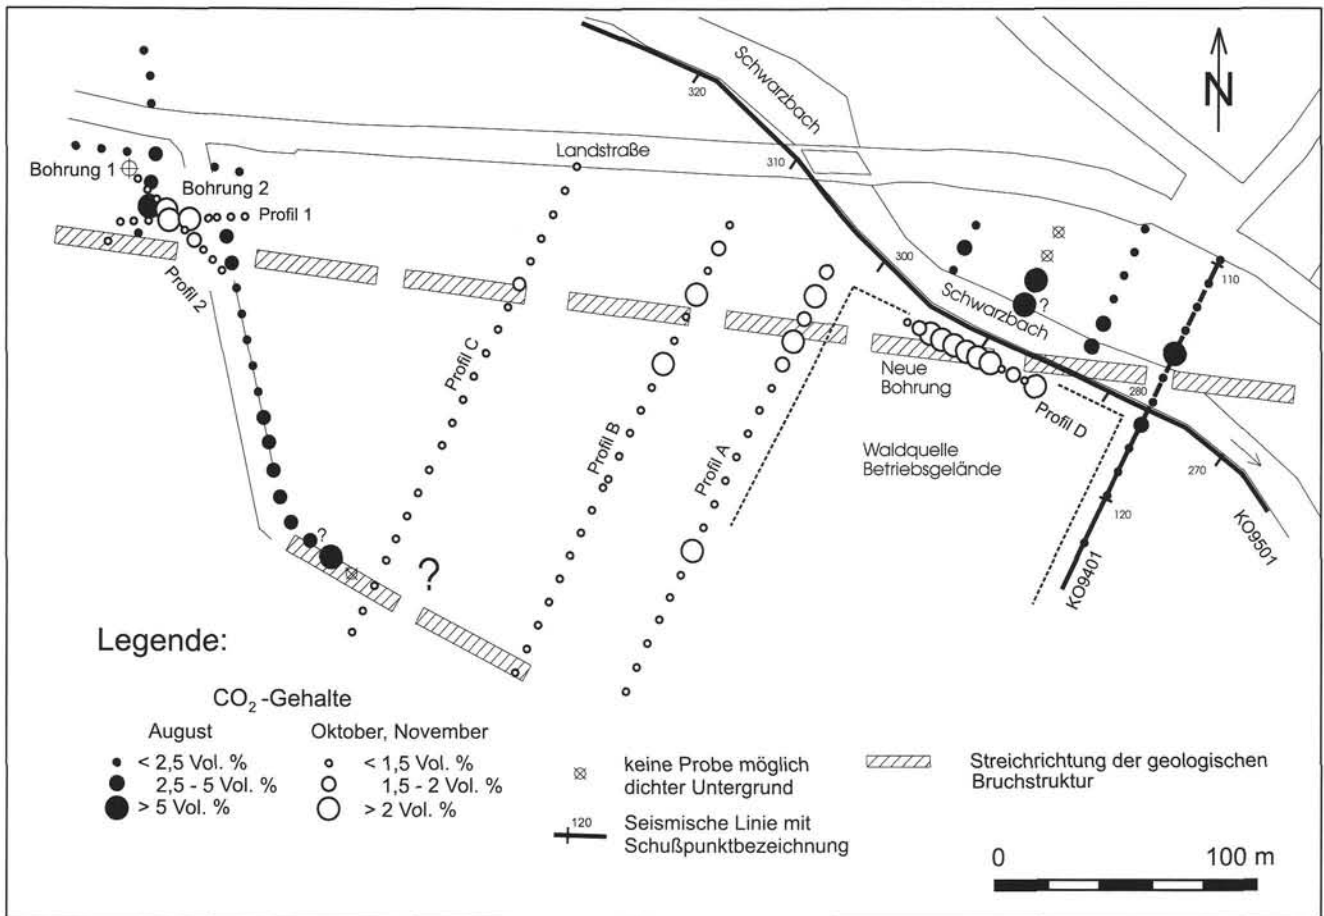 Schwarzbach
N
320
310
Landstraße
Bohrung 1
Bohrung 2
Profil 1
Profil 2
300
110
?
Schwarzbach
Profil C
Profil B
Profil A
Neue
Bohrung
Profil D
280
Waldquelle
Betriebsgelände
270
120
KO9401
KO9501
?
?
Legende:
CO₂-Gehalte
August
Oktober, November
< 2,5 Vol. %
2,5 - 5 Vol. %
> 5 Vol. %
< 1,5 Vol. %
1,5 - 2 Vol. %
> 2 Vol. %
keine Probe möglich
dichter Untergrund
120
Seismische Linie mit
Schußpunktbezeichnung
Streichrichtung der geologischen
Bruchstruktur
0
100 m